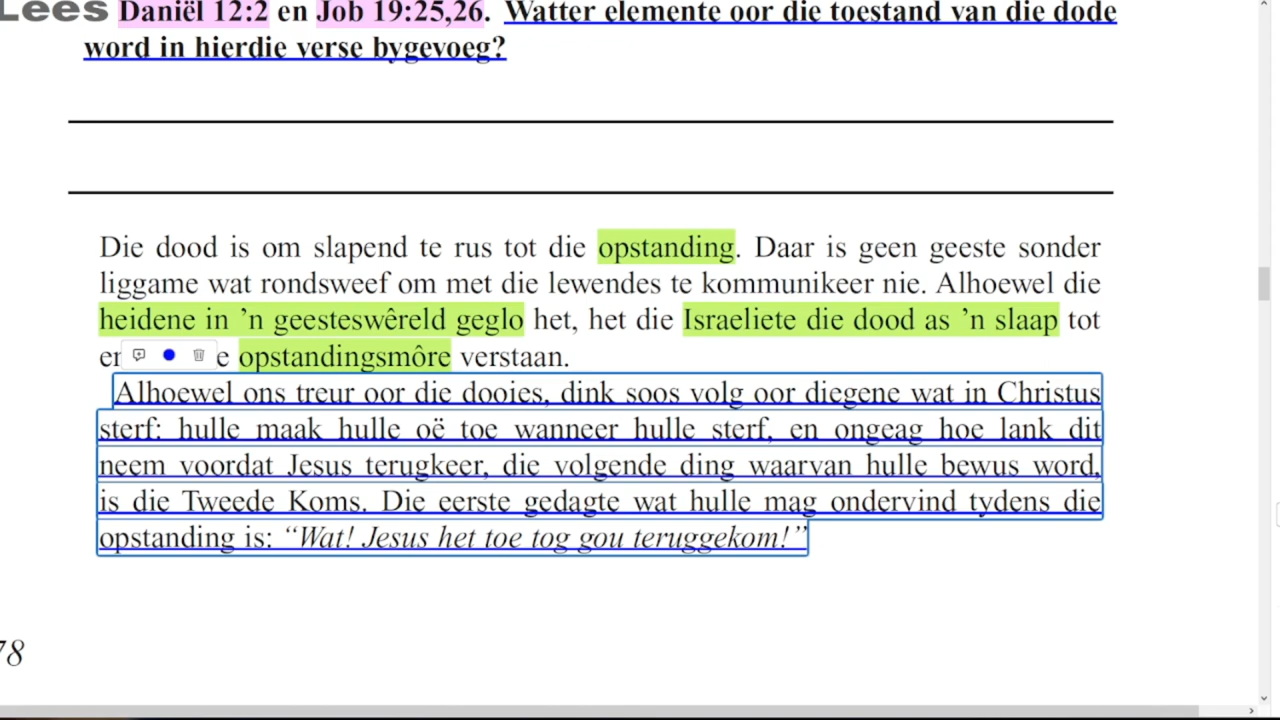 Lees Daniël 12:2 en Job 19:25,26. Watter elemente oor die toestand van die dode
word in hierdie verse bygevoeg?
Die dood is om slapend te rus tot die opstanding. Daar is geen geeste sonder
liggame wat rondsweef om met die lewendes te kommunikeer nie. Alhoewel die
heidene in ’n geesteswêreld geglo het, het die Israeliete die dood as ’n slaap tot
opstandingsmôre verstaan.
Alhoewel ons treur oor die dooies, dink soos volg oor diegene wat in Christus
sterf: hulle maak hulle oë toe wanneer hulle sterf, en ongeag hoe lank dit
neem voordat Jesus terugkeer, die volgende ding waarvan hulle bewus word,
is die Tweede Koms. Die eerste gedagte wat hulle mag ondervind tydens die
opstanding is: “Wat! Jesus het toe tog gou teruggekom!”
78